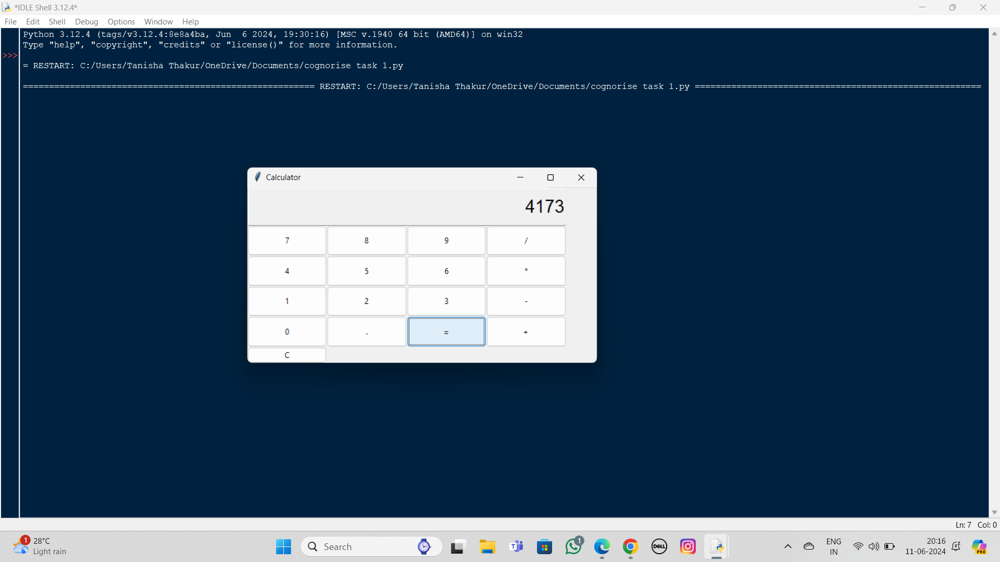 *IDLE Shell 3.12.4*
File Edit Shell Debug Options Window Help
Python 3.12.4 (tags/v3.12.4:8e8a4ba, Jun  6 2024, 19:30:16) [MSC v.1940 64 bit (AMD64)] on win32
Type "help", "copyright", "credits" or "license()" for more information.
>>>
= RESTART: C:/Users/Tanisha Thakur/OneDrive/Documents/cognorise task 1.py
======================================================== RESTART: C:/Users/Tanisha Thakur/OneDrive/Documents/cognorise task 1.py =======================================================
Calculator
4173
7 8 9 /
4 5 6 *
1 2 3 -
0 . = +
C
Ln: 7 Col: 0
1 28°C
Light rain
Search
1
DELL
ENG
IN
20:16
11-06-2024
PRE